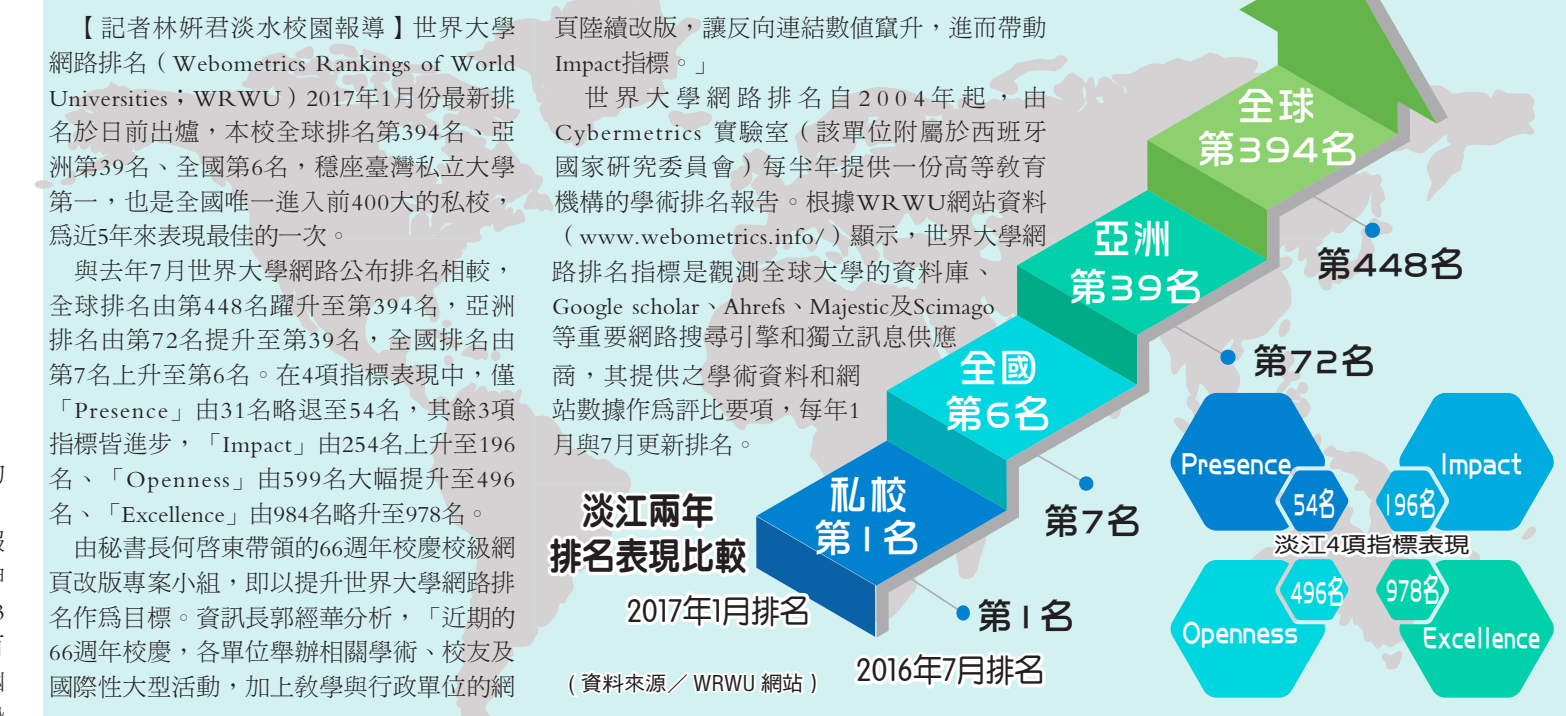 【記者林妍君淡水校園報導】世界大學
網路排名（Webometrics Rankings of World
Universities；WRWU）2017年1月份最新排
名於日前出爐，本校全球排名第394名、亞
洲第39名、全國第6名，穩座臺灣私立大學
第一，也是全國唯一進入前400大的私校，
為近5年來表現最佳的一次。
與去年7月世界大學網路公布排名相較，
全球排名由第448名躍升至第394名，亞洲
排名由第72名提升至第39名，全國排名由
第7名上升至第6名。在4項指標表現中，僅
「Presence」由31名略退至54名，其餘3項
指標皆進步，「Impact」由254名上升至196
名、「Openness」由599名大幅提升至496
名、「Excellence」由984名略升至978名。
由秘書長何啓東帶領的66週年校慶校級網
頁改版專案小組，即以提升世界大學網路排
名作為目標。資訊長郭經華分析，「近期的
66週年校慶，各單位舉辦相關學術、校友及
國際性大型活動，加上教學與行政單位的網
頁陸續改版，讓反向連結數值竄升，進而帶動
Impact指標。」
世界大學網路排名自2004年起，由
Cybermetrics 實驗室（該單位附屬於西班牙
國家研究委員會）每半年提供一份高等教育
機構的學術排名報告。根據WRWU網站資料
（www.webometrics.info/）顯示，世界大學網
路排名指標是觀測全球大學的資料庫、
Google scholar、Ahrefs、Majestic及Scimago
等重要網路搜尋引擎和獨立訊息供應
商，其提供之學術資料和網
站數據作為評比要項，每年1
月與7月更新排名。
淡江兩年
排名表現比較
2017年1月排名
私校
第1名
全國
第6名
亞洲
第39名
全球
第394名
2016年7月排名
第1名
第7名
第72名
第448名
Presence
54名
Impact
196名
淡江4項指標表現
Openness
496名
Excellence
978名
(資料來源／WRWU 網站)